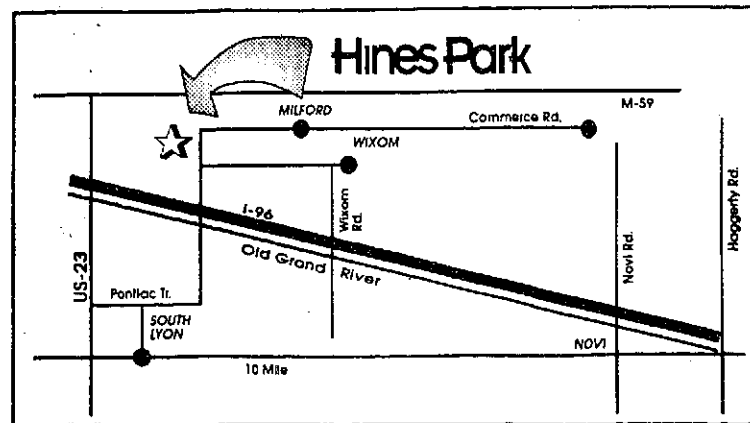 Hines Park
M-59
MILFORD
Commerce Rd.
WIXOM
Haggerty Rd.
I-96
Wixom
Rd.
Novi Rd.
Old Grand River
US-23
Pontiac Tr.
SOUTH
LYON
NOVI
10 Mile